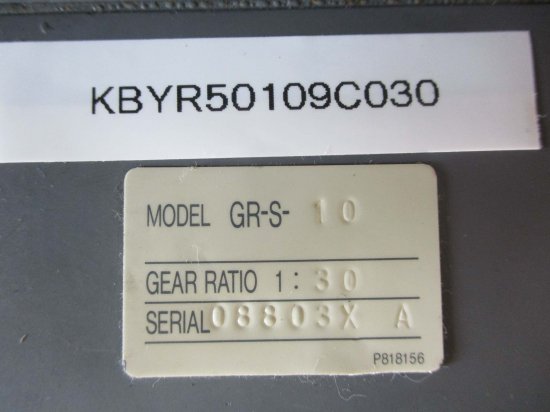 KBYR50109C030
MODEL GR-S- 10
GEAR RATIO 1 : 30
SERIAL 08803X A
P818156